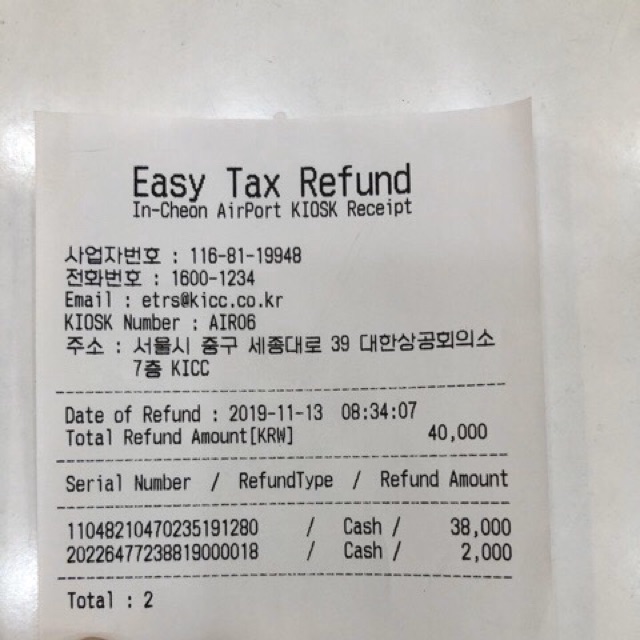 Easy Tax Refund
In-Cheon AirPort KIOSK Receipt
사업자번호 : 116-81-19948
전화번호 : 1600-1234
Email : etrs@kicc.co.kr
KIOSK Number : AIR06
주소 : 서울시 중구 세종대로 39 대한상공회의소
7층 KICC
Date of Refund : 2019-11-13 08:34:07
Total Refund Amount[KRW] 40,000
Serial Number / RefundType / Refund Amount
11048210470235191280 / Cash / 38,000
20226477238819000018 / Cash / 2,000
Total : 2